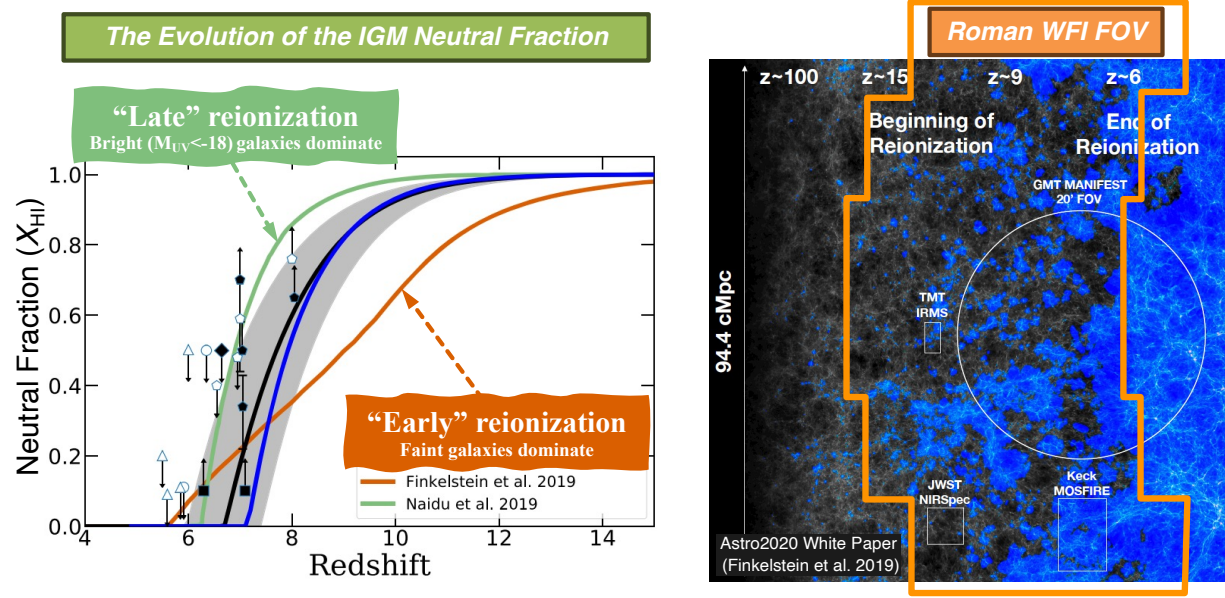 The Evolution of the IGM Neutral Fraction
“Late” reionization
Bright (M_UV<-18) galaxies dominate
Neutral Fraction (X_HI)
1.0
0.8
0.6
0.4
0.2
0.0
4
6
8
10
12
14
Redshift
“Early” reionization
Faint galaxies dominate
Finkelstein et al. 2019
Naidu et al. 2019
Roman WFI FOV
z~100
z~15
z~9
z~6
Beginning of
Reionization
End of
Reionization
GMT MANIFEST
20' FOV
TMT
IRMS
94.4 cMpc
JWST
NIRSpec
Keck
MOSFIRE
Astro2020 White Paper
(Finkelstein et al. 2019)